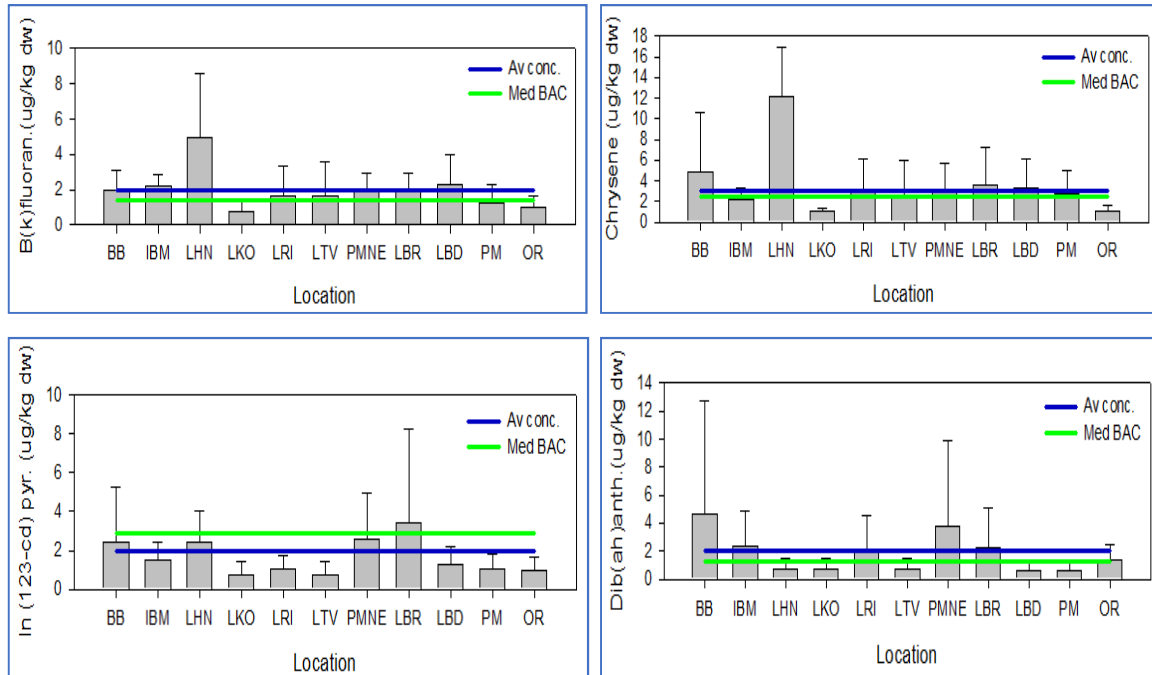 B(k)fluoran.(ug/kg dw)
10
8
6
4
2
0
Av conc.
Med BAC
BB IBM LHN LKO LRI LTV PMNE LBR LBD PM OR
Location
Chrysene (ug/kg dw)
18
16
14
12
10
8
6
4
2
0
Av conc.
Med BAC
BB IBM LHN LKO LRI LTV PMNE LBR LBD PM OR
Location
In (123-cd) pyr. (ug/kg dw)
10
8
6
4
2
0
Av conc.
Med BAC
BB IBM LHN LKO LRI LTV PMNE LBR LBD PM OR
Location
Dib(ah)anth.(ug/kg dw)
14
12
10
8
6
4
2
0
Av conc.
Med BAC
BB IBM LHN LKO LRI LTV PMNE LBR LBD PM OR
Location